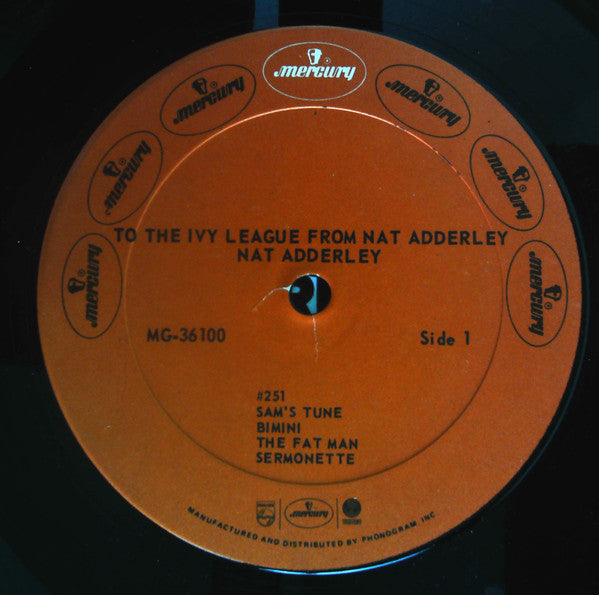 mercury
mercury
mercury
mercury
mercury
mercury
mercury
TO THE IVY LEAGUE FROM NAT ADDERLEY
NAT ADDERLEY
MG-36100
Side 1
#251
SAM'S TUNE
BIMINI
THE FAT MAN
SERMONETTE
mercury
MANUFACTURED AND DISTRIBUTED BY PHONOGRAM, INC.